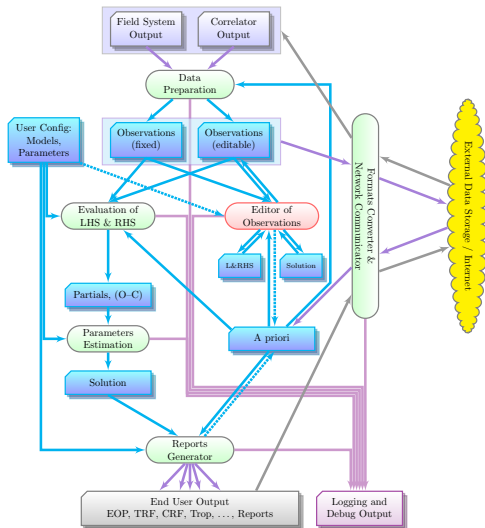 Field System
Output
Correlator
Output
Data
Preparation
User Config:
Models,
Parameters
Observations
(fixed)
Observations
(editable)
Formats Converter &
Network Communicator
External Data Storage / Internet
Evaluation of
LHS & RHS
Editor of
Observations
L&RHS
Solution
Partials, (O–C)
Parameters
Estimation
A priori
Solution
Reports
Generator
End User Output
EOP, TRF, CRF, Trop, ..., Reports
Logging and
Debug Output